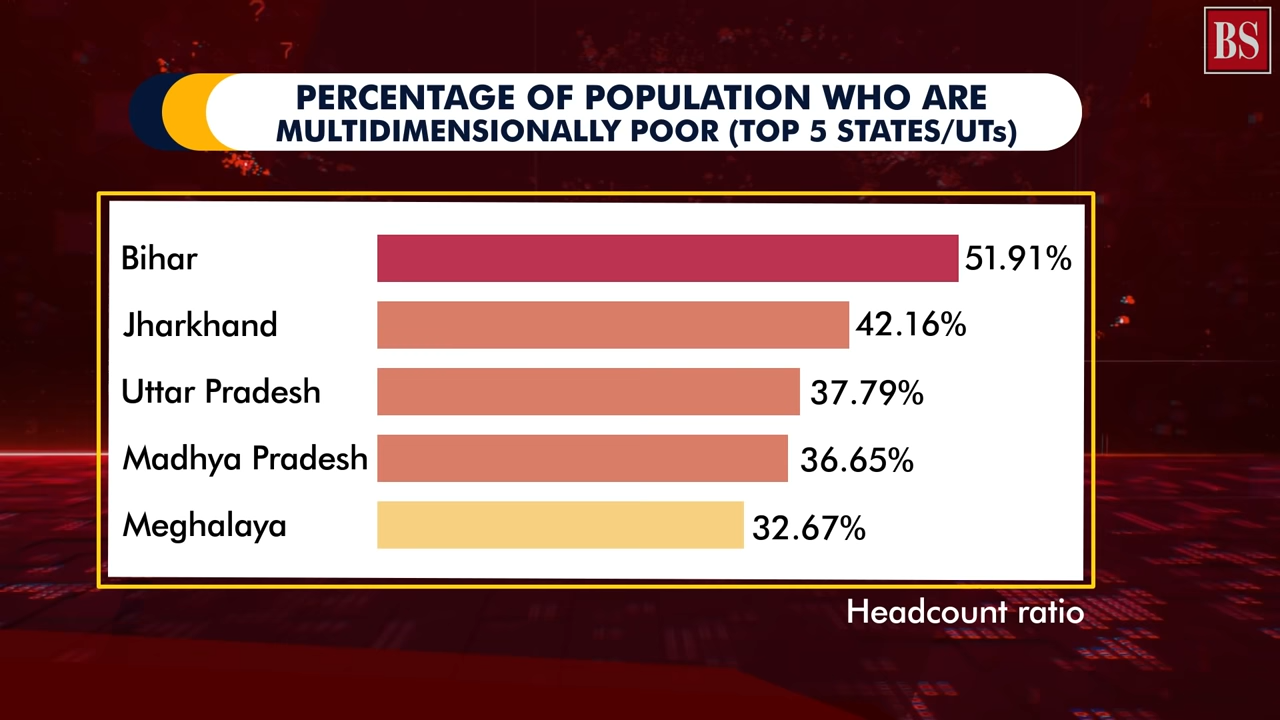 BS
PERCENTAGE OF POPULATION WHO ARE
MULTIDIMENSIONALLY POOR (TOP 5 STATES/UTs)
Bihar 51.91%
Jharkhand 42.16%
Uttar Pradesh 37.79%
Madhya Pradesh 36.65%
Meghalaya 32.67%
Headcount ratio